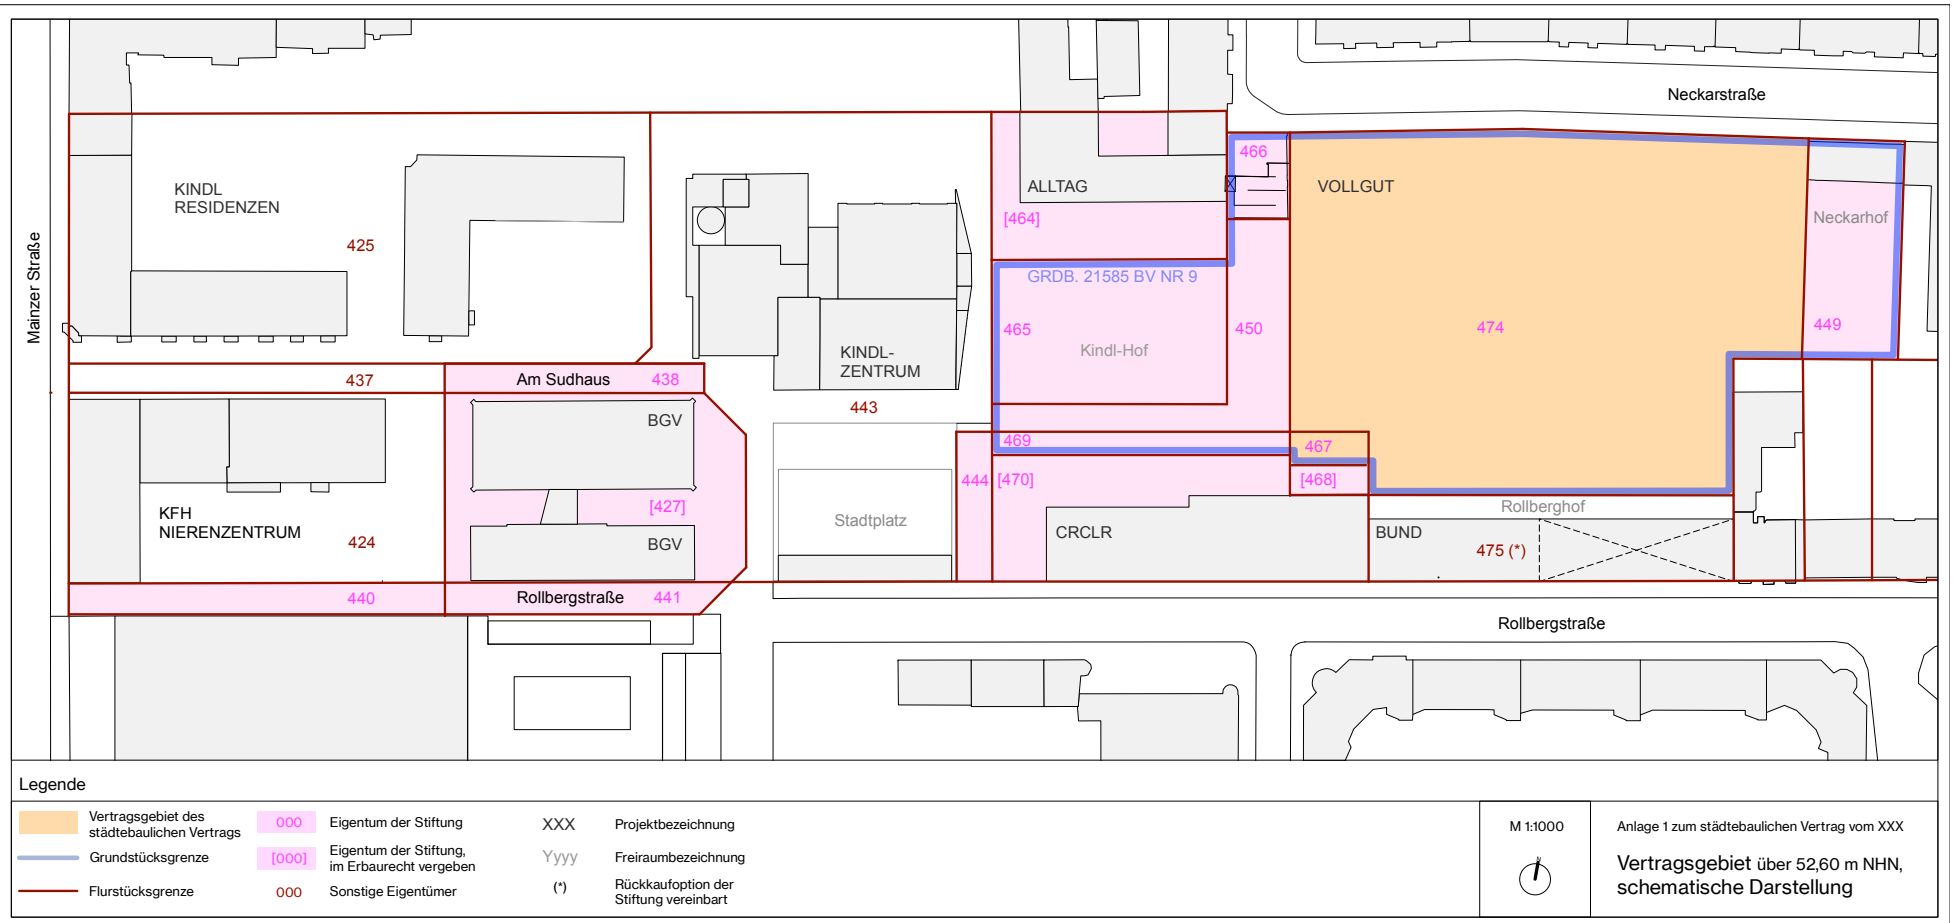 Neckarstraße
Mainzer Straße
KINDL
RESIDENZEN
425
ALLTAG
[464]
466
VOLLGUT
Neckarhof
GRDB. 21585 BV NR 9
465
450
474
449
Kindl-Hof
KINDL-
ZENTRUM
443
437
Am Sudhaus
438
BGV
469
467
444
[470]
[468]
[427]
KFH
NIERENZENTRUM
424
Stadtplatz
Rollberghof
BGV
CRCLR
BUND
475 (*)
440
Rollbergstraße
441
Rollbergstraße
Legende
Vertragsgebiet des
städtebaulichen Vertrags
Grundstücksgrenze
Flurstücksgrenze
000
Eigentum der Stiftung
[000]
Eigentum der Stiftung,
im Erbaurecht vergeben
000
Sonstige Eigentümer
XXX
Projektbezeichnung
Yyyy
Freiraumbezeichnung
(*)
Rückkaufoption der
Stiftung vereinbart
M 1:1000
N
Anlage 1 zum städtebaulichen Vertrag vom XXX
Vertragsgebiet über 52,60 m NHN,
schematische Darstellung